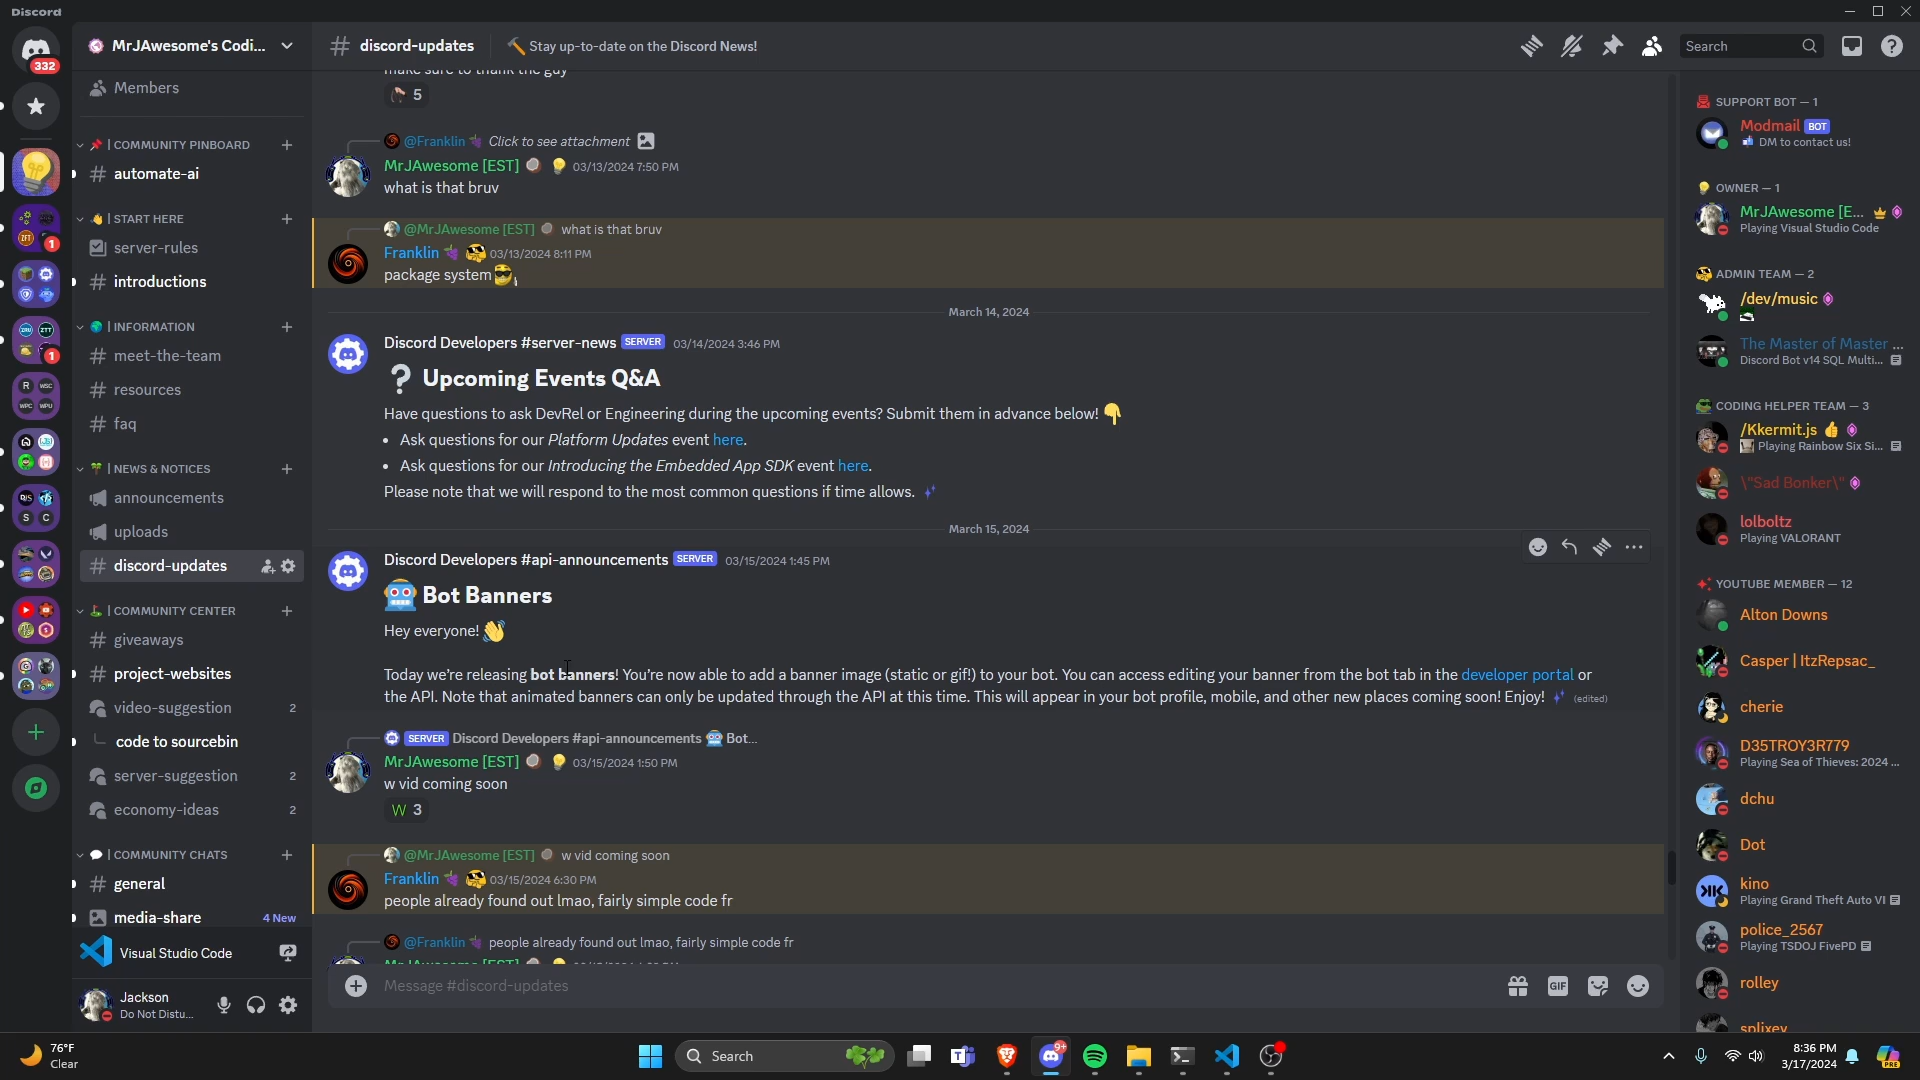 Discord
332
1
1
R
WSC
WPC
WPU
S
C
MrJAwesome's Codi...
Members
| COMMUNITY PINBOARD
automate-ai
| START HERE
server-rules
introductions
| INFORMATION
meet-the-team
resources
faq
| NEWS & NOTICES
announcements
uploads
discord-updates
| COMMUNITY CENTER
giveaways
project-websites
video-suggestion 2
code to sourcebin
server-suggestion 2
economy-ideas 2
| COMMUNITY CHATS
general
media-share 4 New
Visual Studio Code
Jackson
Do Not Distu...
discord-updates
Stay up-to-date on the Discord News!
Search
make sure to thank the guy
5
@Franklin Click to see attachment
MrJAwesome [EST] 03/13/2024 7:50 PM
what is that bruv
@MrJAwesome [EST] what is that bruv
Franklin 03/13/2024 8:11 PM
package system
March 14, 2024
Discord Developers #server-news SERVER 03/14/2024 3:46 PM
Upcoming Events Q&A
Have questions to ask DevRel or Engineering during the upcoming events? Submit them in advance below!
• Ask questions for our Platform Updates event here.
• Ask questions for our Introducing the Embedded App SDK event here.
Please note that we will respond to the most common questions if time allows.
March 15, 2024
Discord Developers #api-announcements SERVER 03/15/2024 1:45 PM
Bot Banners
Hey everyone!
Today we're releasing bot banners! You're now able to add a banner image (static or gif!) to your bot. You can access editing your banner from the bot tab in the developer portal or
the API. Note that animated banners can only be updated through the API at this time. This will appear in your bot profile, mobile, and other new places coming soon! Enjoy! (edited)
SERVER Discord Developers #api-announcements Bot...
MrJAwesome [EST] 03/15/2024 1:50 PM
w vid coming soon
W 3
@MrJAwesome [EST] w vid coming soon
Franklin 03/15/2024 6:30 PM
people already found out lmao, fairly simple code fr
@Franklin people already found out lmao, fairly simple code fr
MrJAwesome [EST]
Message #discord-updates
GIF
SUPPORT BOT — 1
Modmail BOT
DM to contact us!
OWNER — 1
MrJAwesome [E...
Playing Visual Studio Code
ADMIN TEAM — 2
/dev/music
The Master of Master ...
Discord Bot v14 SQL Multi...
CODING HELPER TEAM — 3
/Kkermit.js
Playing Rainbow Six Si...
\"Sad Bonker\"
lolboltz
Playing VALORANT
YOUTUBE MEMBER — 12
Alton Downs
Casper | ItzRepsac_
cherie
D35TROY3R779
Playing Sea of Thieves: 2024 ...
dchu
Dot
kino
Playing Grand Theft Auto VI
police_2567
Playing TSDOJ FivePD
rolley
splixev
76°F
Clear
Search
9+
8:36 PM
3/17/2024
PRE